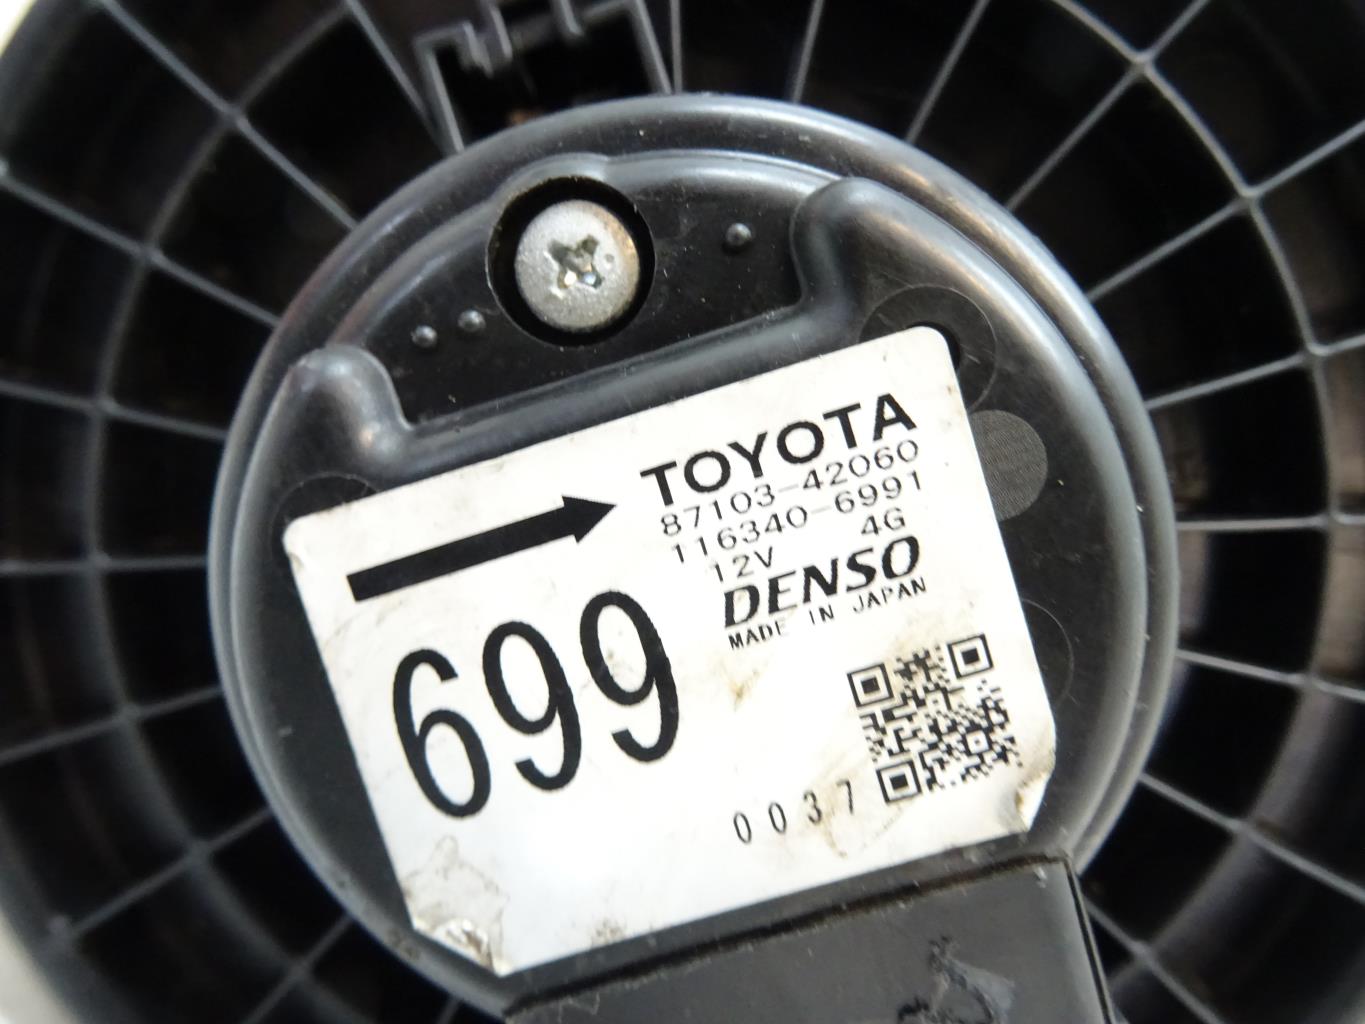 TOYOTA
87103-42060
116340-6991
12V 4G
DENSO
MADE IN JAPAN
699
0037